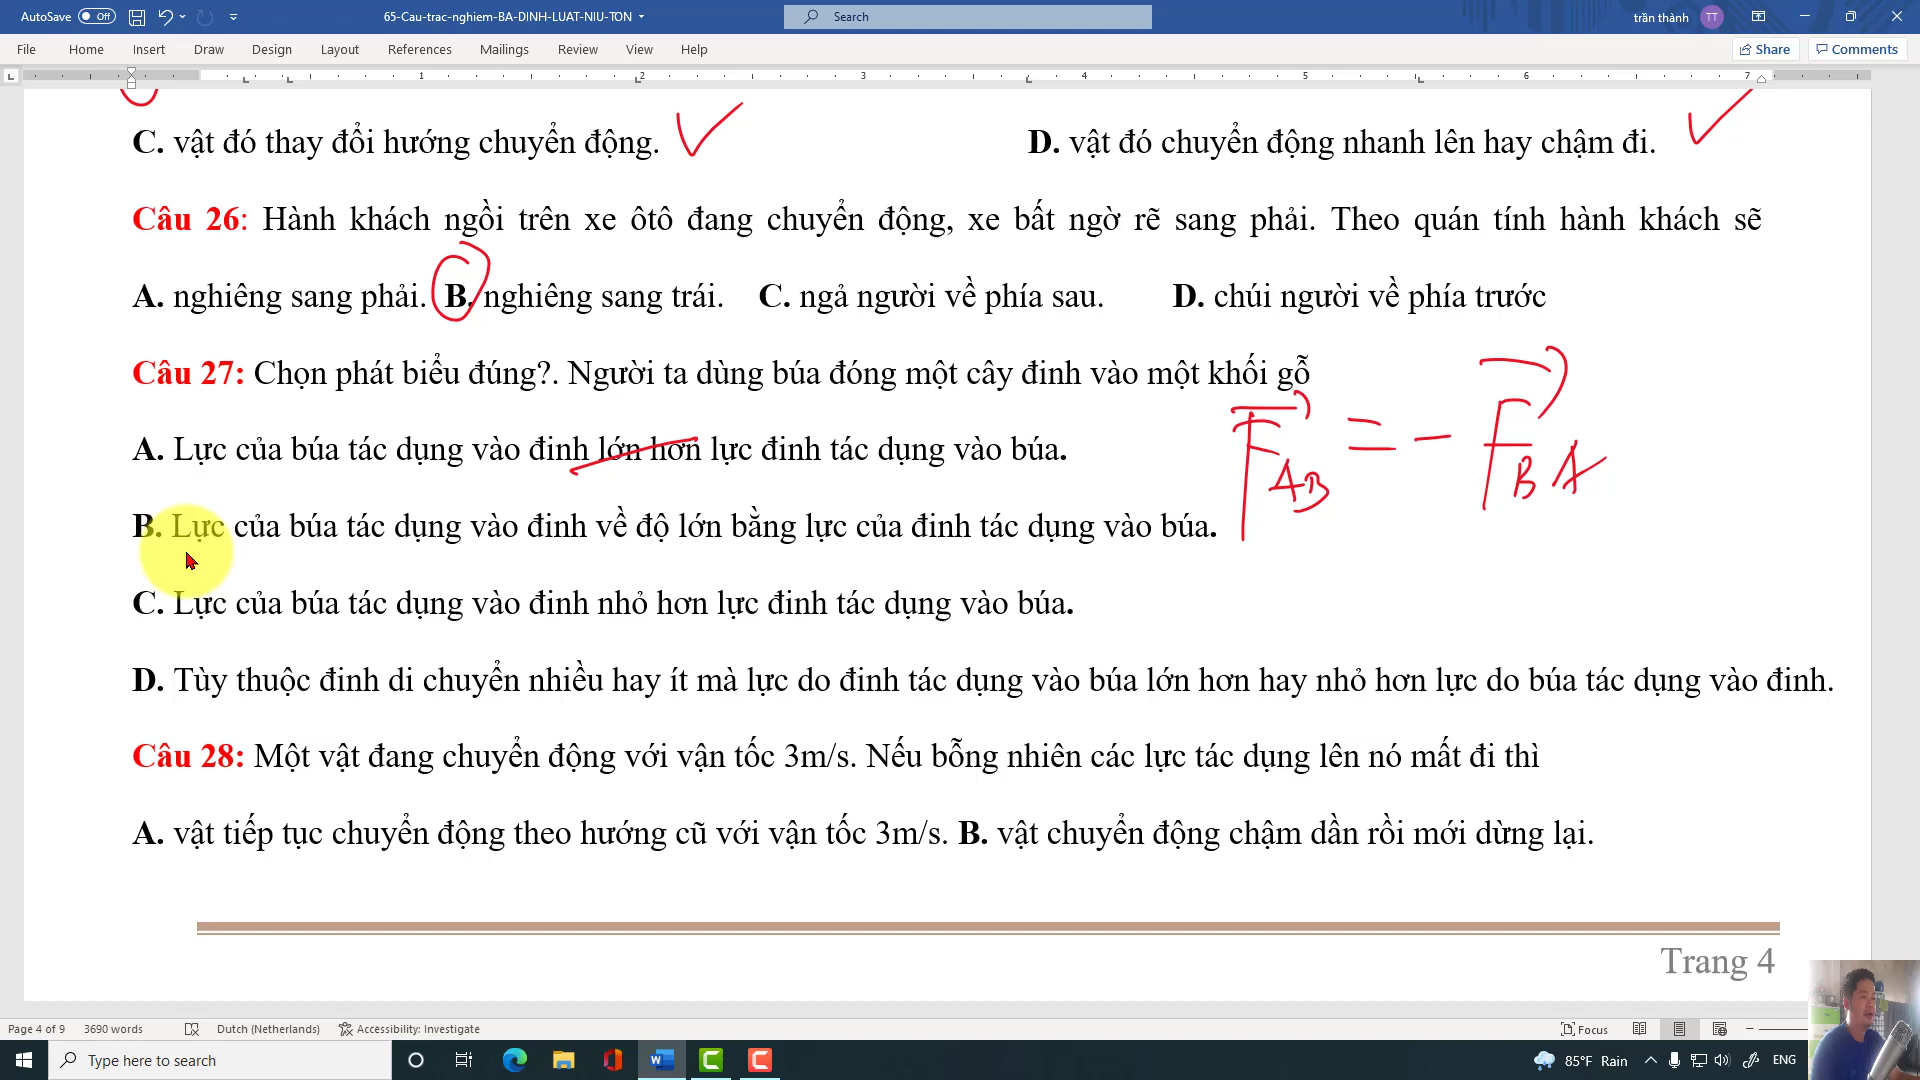 AutoSave Off 65-Cau-trac-nghiem-BA-DINH-LUAT-NIU-TON Search trần thành TT
File Home Insert Draw Design Layout References Mailings Review View Help Share Comments
1 2 3 4 5 6 7
C. vật đó thay đổi hướng chuyển động. D. vật đó chuyển động nhanh lên hay chậm đi.
Câu 26: Hành khách ngồi trên xe ôtô đang chuyển động, xe bất ngờ rẽ sang phải. Theo quán tính hành khách sẽ
A. nghiêng sang phải. B. nghiêng sang trái. C. ngả người về phía sau. D. chúi người về phía trước
Câu 27: Chọn phát biểu đúng?. Người ta dùng búa đóng một cây đinh vào một khối gỗ
F AB = - F BA
A. Lực của búa tác dụng vào đinh lớn hơn lực đinh tác dụng vào búa.
B. Lực của búa tác dụng vào đinh về độ lớn bằng lực của đinh tác dụng vào búa.
C. Lực của búa tác dụng vào đinh nhỏ hơn lực đinh tác dụng vào búa.
D. Tùy thuộc đinh di chuyển nhiều hay ít mà lực do đinh tác dụng vào búa lớn hơn hay nhỏ hơn lực do búa tác dụng vào đinh.
Câu 28: Một vật đang chuyển động với vận tốc 3m/s. Nếu bỗng nhiên các lực tác dụng lên nó mất đi thì
A. vật tiếp tục chuyển động theo hướng cũ với vận tốc 3m/s. B. vật chuyển động chậm dần rồi mới dừng lại.
Trang 4
Page 4 of 9 3690 words Dutch (Netherlands) Accessibility: Investigate Focus
Type here to search 85°F Rain ENG